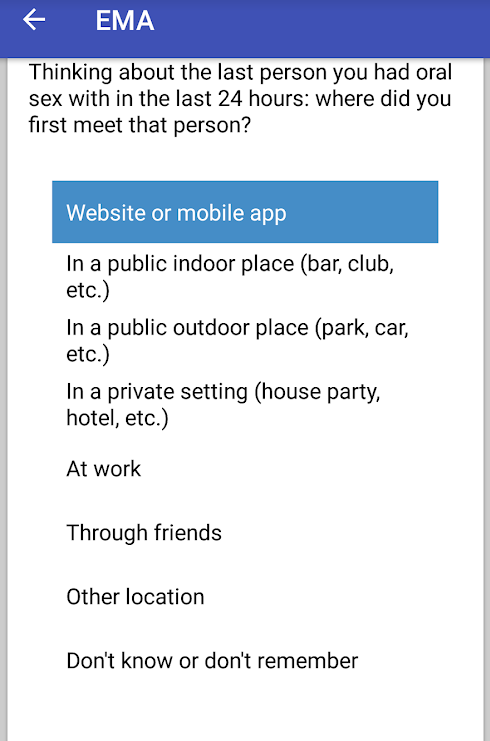 EMA
Thinking about the last person you had oral
sex with in the last 24 hours: where did you
first meet that person?
Website or mobile app
In a public indoor place (bar, club,
etc.)
In a public outdoor place (park, car,
etc.)
In a private setting (house party,
hotel, etc.)
At work
Through friends
Other location
Don't know or don't remember